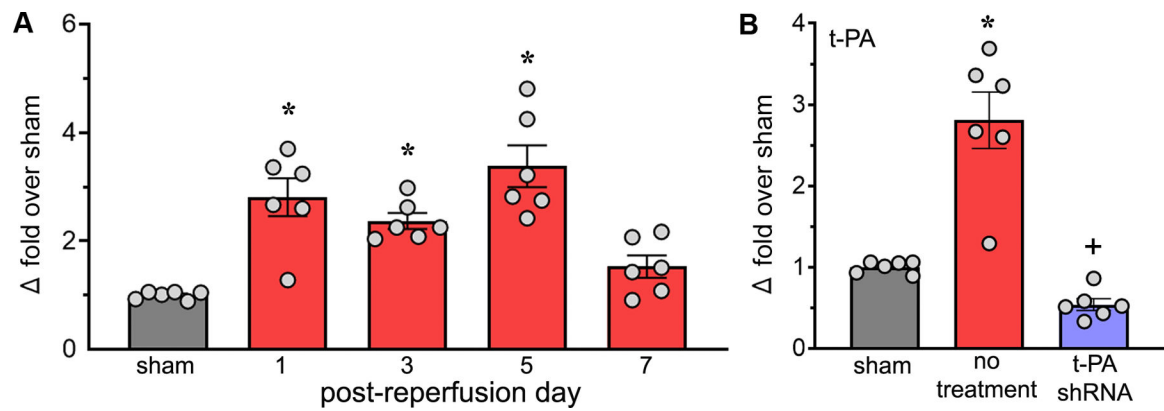 A
Δ fold over sham
6
4
2
0
*
*
*
sham
1
3
5
7
post-reperfusion day
B
t-PA
Δ fold over sham
4
3
2
1
0
*
+
sham
no
treatment
t-PA
shRNA